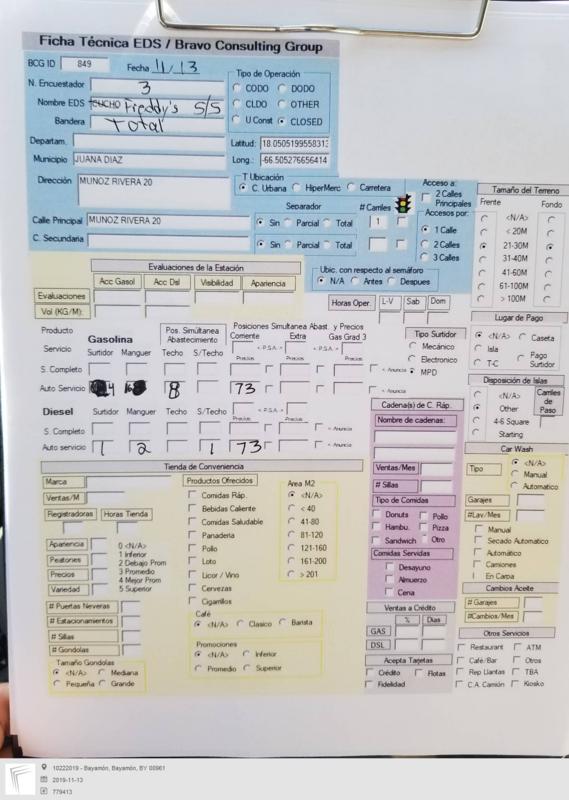 Ficha Técnica EDS / Bravo Consulting Group
BCG ID 849 Fecha 11/13
N. Encuestador 3
Nombre EDS CUCHO Freddy's S/S
Bandera Total
Departam.
Municipio JUANA DIAZ
Dirección MUNOZ RIVERA 20
Calle Principal MUNOZ RIVERA 20
C. Secundaria
Tipo de Operación
CODO DODO
CLDO OTHER
U Const CLOSED
Latitud: 18.0505199558313
Long.: -66.505276656414
T Ubicación
C. Urbana HiperMerc Carretera
Separador # Carriles
Sin Parcial Total 1
Sin Parcial Total
Acceso a:
2 Calles Principales
Accesos por:
1 Calle
2 Calles
3 Calles
Ubic. con respecto al semáforo
N/A Antes Despues
Tamaño del Terreno
Frente Fondo
<N/A>
< 20M
21-30M
31-40M
41-60M
61-100M
> 100M
Evaluaciones de la Estación
Acc Gasol Acc Dsl Visibilidad Apariencia
Evaluaciones
Vol (KG/M)
Horas Oper. L-V Sab Dom
Lugar de Pago
<N/A> Caseta
Isla Pago Surtidor
T-C
Producto Gasolina Pos. Simúltanea Abastecimiento Posiciones Simultanea Abast. y Precios
Servicio Surtidor Manguer Techo S/Techo Corriente Extra Gas Grad 3
< P.S.A. > < P.S.A. >
Precios Precios Precios
S. Completo < Anuncia
Auto Servicio 4 8 73
Tipo Surtidor
Mecánico
Electronico
MPD
Diesel Surtidor Manguer Techo S/Techo
< P.S.A. >
Precios Precios
S. Completo
Auto servicio 1 2 1 73 < Anuncia
Disposición de Islas
<N/A> Carriles de Paso
Other
4-6 Square
Starting
Cadena(s) de C. Ráp.
Nombre de cadenas:
Ventas/Mes
# Sillas
Tipo de Comidas
Donuts Pollo
Hambu. Pizza
Sandwich Otro
Comidas Servidas
Desayuno
Almuerzo
Cena
Car Wash
Tipo <N/A>
Manual
Automatico
Garajes
#Lav/Mes
Manual
Secado Automatico
Automático
Camiones
En Carpa
Cambios Aceite
# Garajes
#Cambios/Mes
Tienda de Conveniencia
Marca
Ventas/M
Registradoras Horas Tienda
Apariencia 0 <N/A>
Peatones 1 Inferior
2 Debajo Prom
Precios 3 Promedio
4 Mejor Prom
Variedad 5 Superior
# Puertas Neveras
# Estacionamientos
# Sillas
# Gondolas
Tamaño Gondolas
<N/A> Mediana
Pequeña Grande
Productos Ofrecidos
Comidas Ráp.
Bebidas Caliente
Comidas Saludable
Panaderia
Pollo
Loto
Licor / Vino
Cervezas
Cigarrillos
Area M2
<N/A>
< 40
41-80
81-120
121-160
161-200
> 201
Café
<N/A> Clasico Barista
Promociones
<N/A> Inferior
Promedio Superior
Ventas a Crédito
% Dias
GAS
DSL
Acepta Tarjetas
Crédito Flotas
Fidelidad
Otros Servicios
Restaurant ATM
Café/Bar Otros
Rep Llantas TBA
C.A. Camión Kiosko
10222019 - Bayamón, Bayamón, BY 00961
2019-11-13
779413